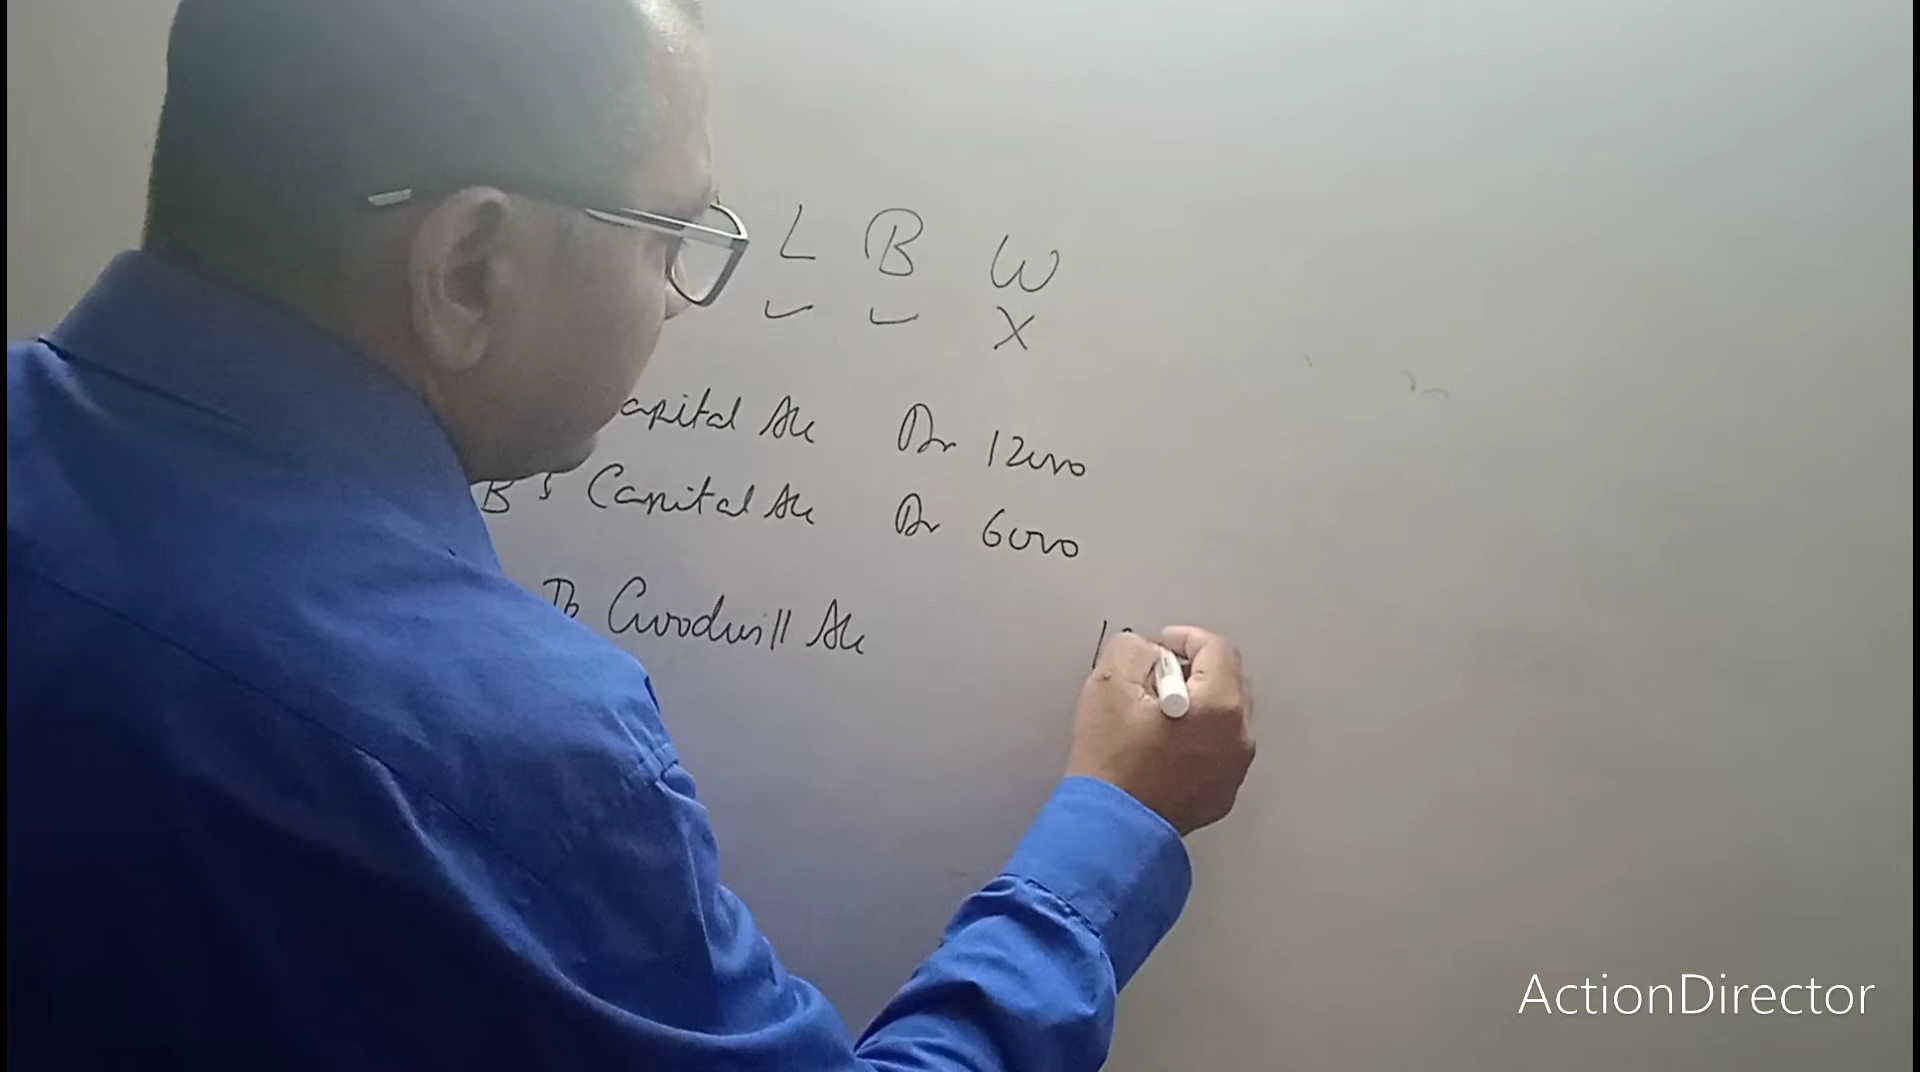 L B W
✓ ✓ X
apital A/c Dr 12000
B's Capital A/c Dr 6000
To Goodwill A/c
ActionDirector